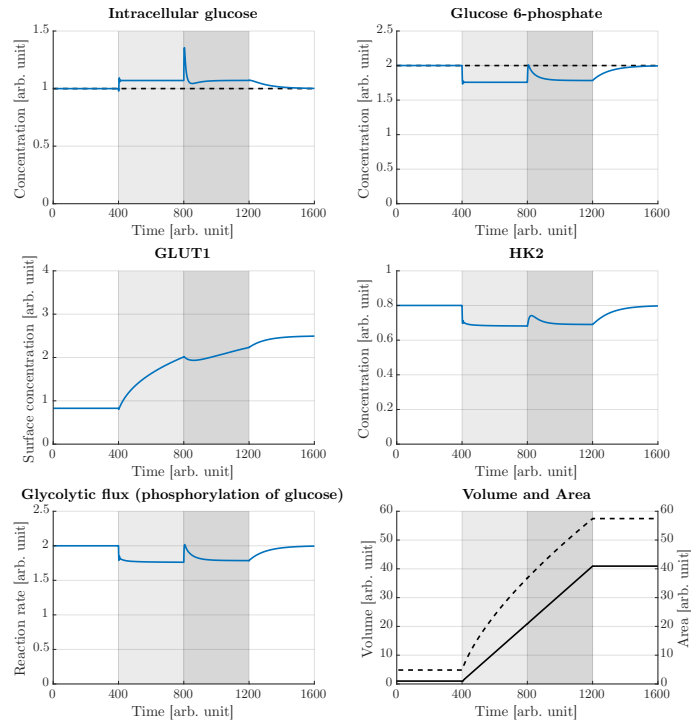 Intracellular glucose
Concentration [arb. unit]
1.5
1
0.5
0
0 400 800 1200 1600
Time [arb. unit]
Glucose 6-phosphate
Concentration [arb. unit]
2.5
2
1.5
1
0.5
0
0 400 800 1200 1600
Time [arb. unit]
GLUT1
Surface concentration [arb. unit]
4
3
2
1
0
0 400 800 1200 1600
Time [arb. unit]
HK2
Concentration [arb. unit]
1
0.8
0.6
0.4
0.2
0
0 400 800 1200 1600
Time [arb. unit]
Glycolytic flux (phosphorylation of glucose)
Reaction rate [arb. unit]
2.5
2
1.5
1
0.5
0
0 400 800 1200 1600
Time [arb. unit]
Volume and Area
Volume [arb. unit]
60
50
40
30
20
10
0
0 400 800 1200 1600
Time [arb. unit]
60
50
40
30
20
10
0
Area [arb. unit]